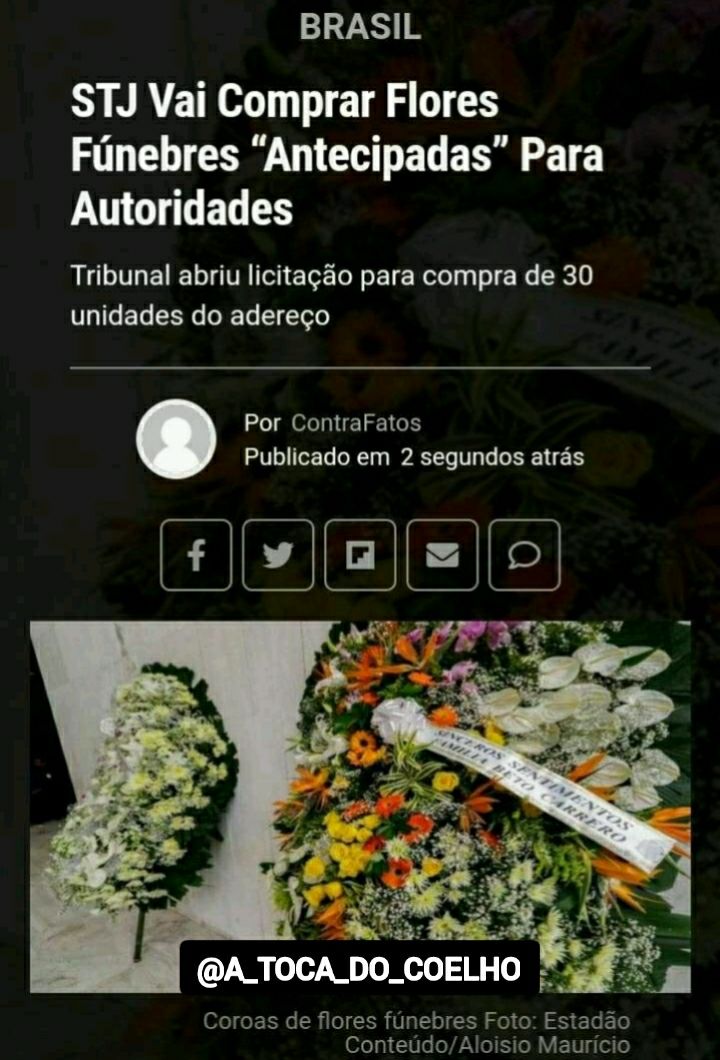 BRASIL
STJ Vai Comprar Flores
Fúnebres “Antecipadas” Para
Autoridades
Tribunal abriu licitação para compra de 30
unidades do adereço
Por ContraFatos
Publicado em 2 segundos atrás
SINCEROS SENTIMENTOS
FAMILIA BETO CARRERO
@A_TOCA_DO_COELHO
Coroas de flores fúnebres Foto: Estadão
Conteúdo/Aloisio Maurício